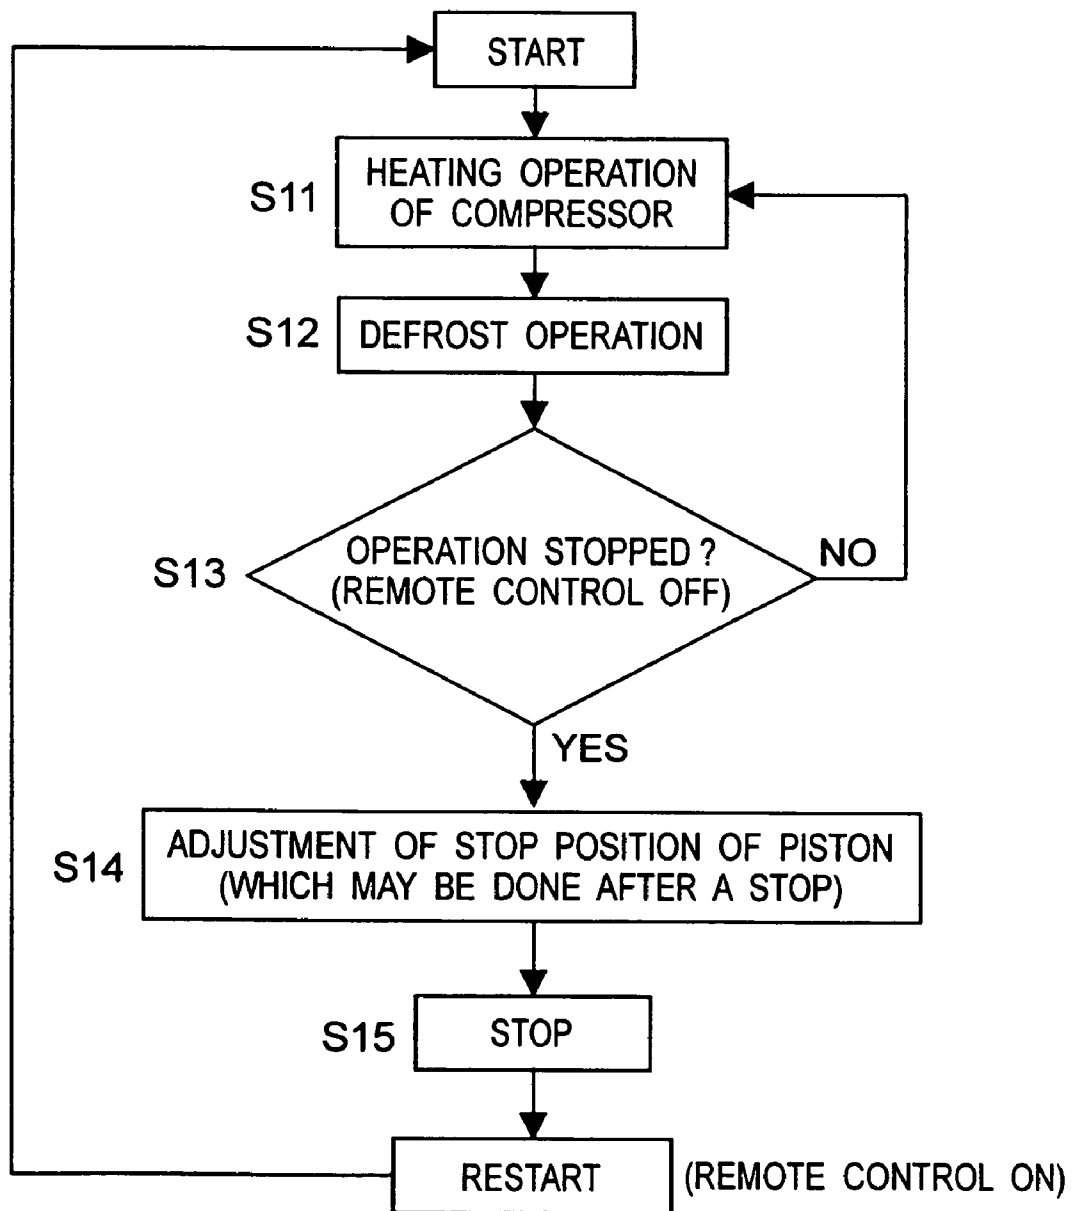 START
S11
HEATING OPERATION
OF COMPRESSOR
S12
DEFROST OPERATION
S13
OPERATION STOPPED ?
(REMOTE CONTROL OFF)
NO
YES
S14
ADJUSTMENT OF STOP POSITION OF PISTON
(WHICH MAY BE DONE AFTER A STOP)
S15
STOP
RESTART
(REMOTE CONTROL ON)